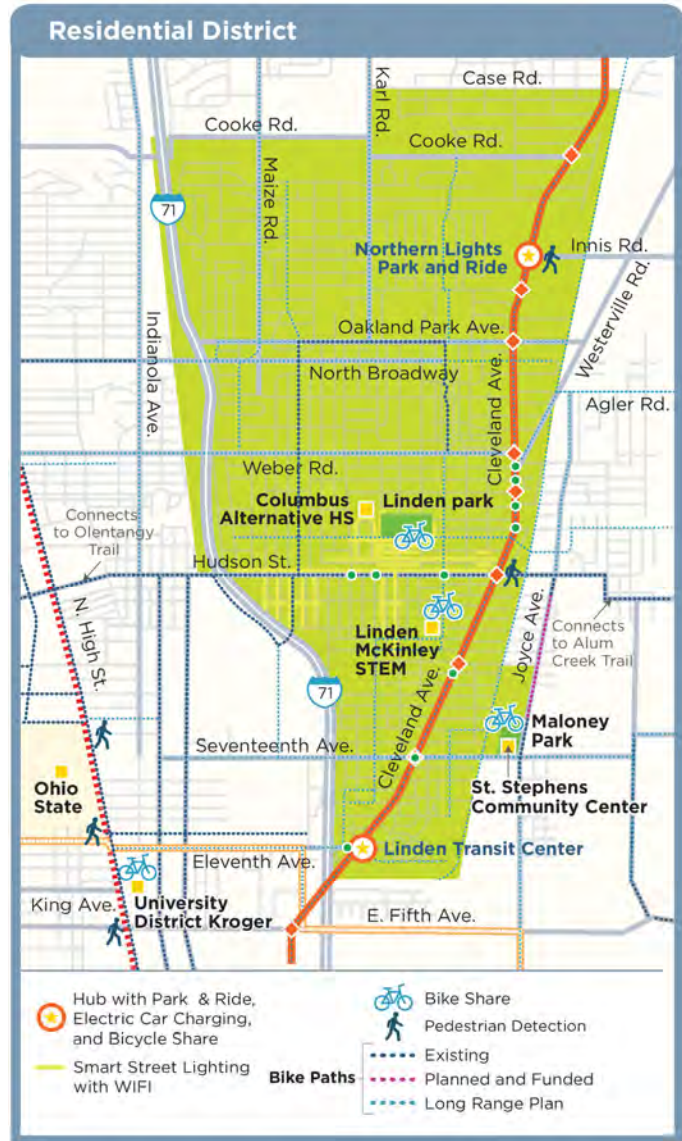 Residential District
Case Rd.
Karl Rd.
Cooke Rd.
Cooke Rd.
Maize Rd.
71
Northern Lights
Park and Ride
Innis Rd.
Westerville Rd.
Indianola Ave.
Oakland Park Ave.
North Broadway
Cleveland Ave.
Agler Rd.
Weber Rd.
Columbus
Alternative HS
Linden park
Connects
to Olentangy
Trail
Hudson St.
N. High St.
Linden
McKinley
STEM
Joyce Ave.
Connects
to Alum
Creek Trail
71
Cleveland Ave.
Maloney
Park
Seventeenth Ave.
Ohio
State
St. Stephens
Community Center
Eleventh Ave.
Linden Transit Center
King Ave.
University
District Kroger
E. Fifth Ave.
Hub with Park & Ride,
Electric Car Charging,
and Bicycle Share
Smart Street Lighting
with WIFI
Bike Share
Pedestrian Detection
Bike Paths
Existing
Planned and Funded
Long Range Plan